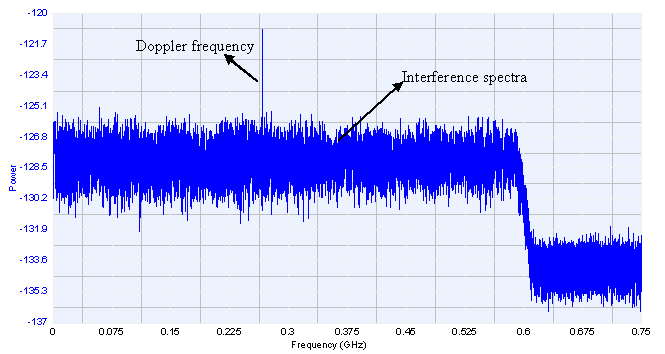 -120
-121.7
-123.4
-125.1
-126.8
-128.5
-130.2
-131.9
-133.6
-135.3
-137
Power
Doppler frequency
Interference spectra
0 0.075 0.15 0.225 0.3 0.375 0.45 0.525 0.6 0.675 0.75
Frequency (GHz)